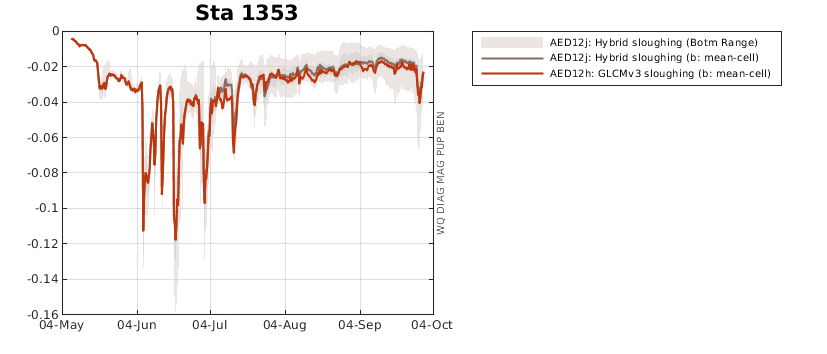 Sta 1353
0
-0.02
-0.04
-0.06
-0.08
-0.1
-0.12
-0.14
-0.16
04-May
04-Jun
04-Jul
04-Aug
04-Sep
04-Oct
WQ DIAG MAG PUP BEN
AED12j: Hybrid sloughing (Botm Range)
AED12j: Hybrid sloughing (b: mean-cell)
AED12h: GLCMv3 sloughing (b: mean-cell)